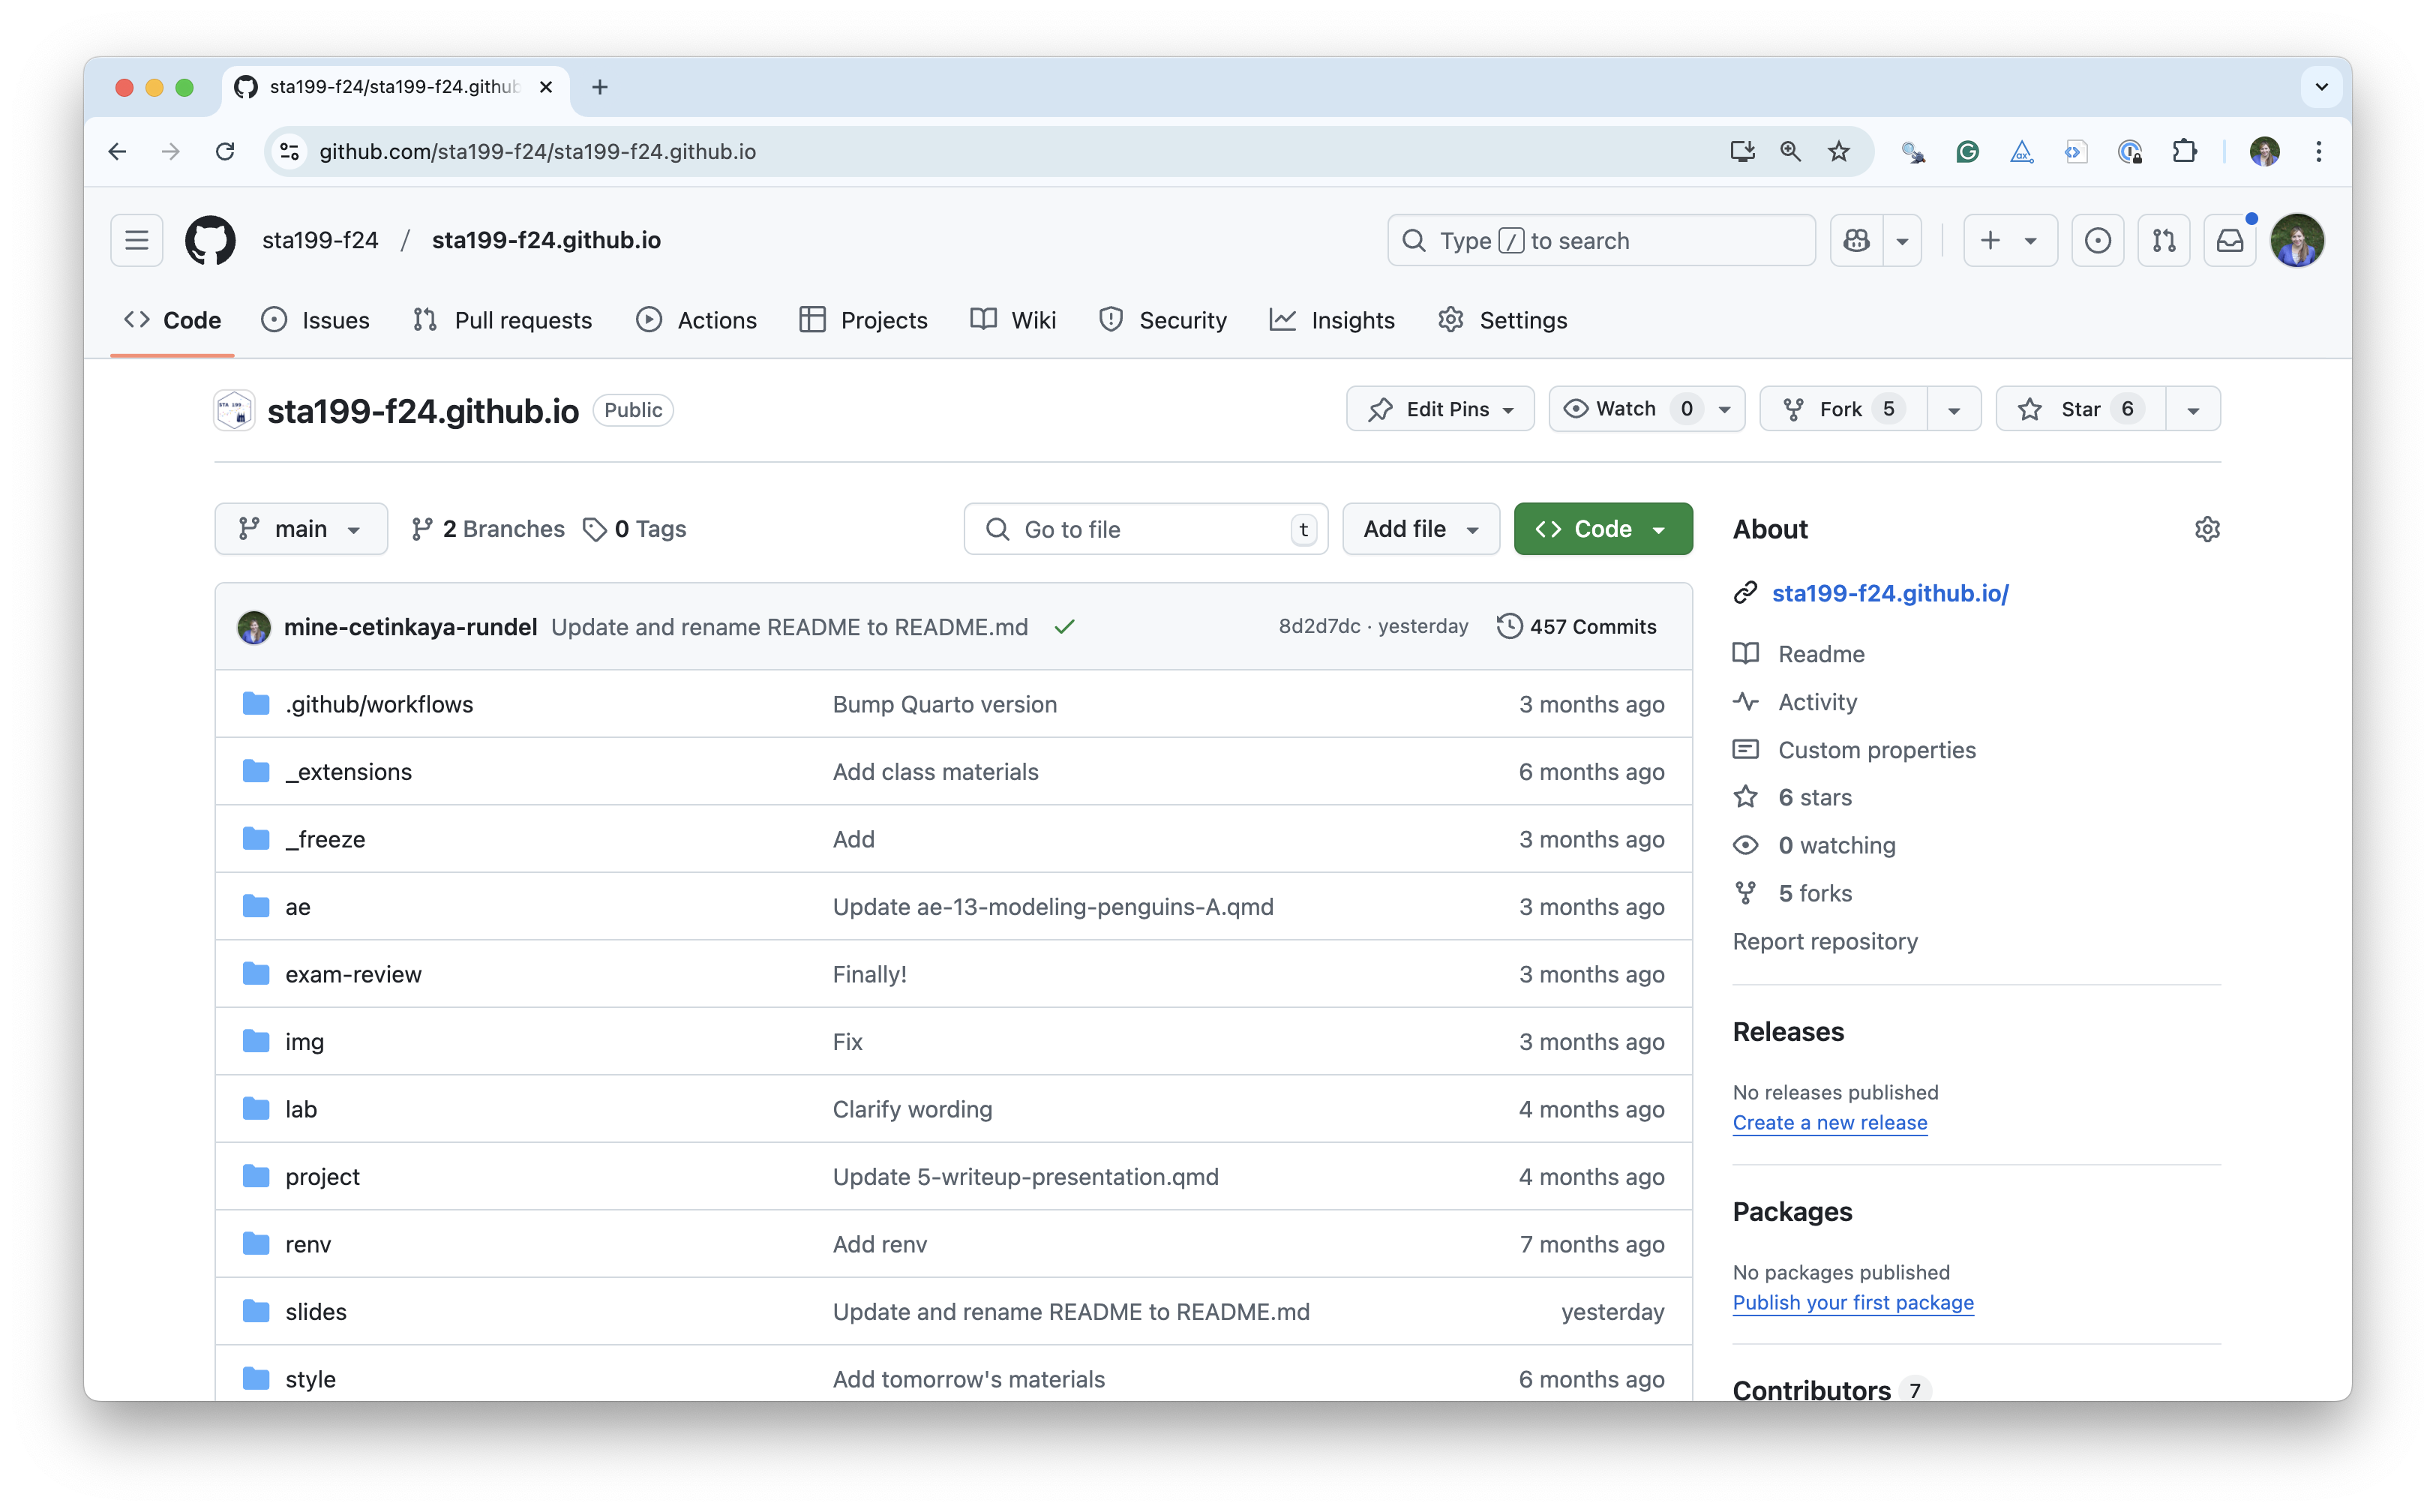 sta199-f24/sta199-f24.github
github.com/sta199-f24/sta199-f24.github.io
sta199-f24 / sta199-f24.github.io
Type / to search
Code Issues Pull requests Actions Projects Wiki Security Insights Settings
sta199-f24.github.io Public
Edit Pins Watch 0 Fork 5 Star 6
main 2 Branches 0 Tags Go to file t Add file Code
mine-cetinkaya-rundel Update and rename README to README.md 8d2d7dc · yesterday 457 Commits
.github/workflows Bump Quarto version 3 months ago
_extensions Add class materials 6 months ago
_freeze Add 3 months ago
ae Update ae-13-modeling-penguins-A.qmd 3 months ago
exam-review Finally! 3 months ago
img Fix 3 months ago
lab Clarify wording 4 months ago
project Update 5-writeup-presentation.qmd 4 months ago
renv Add renv 7 months ago
slides Update and rename README to README.md yesterday
style Add tomorrow's materials 6 months ago
About
sta199-f24.github.io/
Readme
Activity
Custom properties
6 stars
0 watching
5 forks
Report repository
Releases
No releases published
Create a new release
Packages
No packages published
Publish your first package
Contributors 7